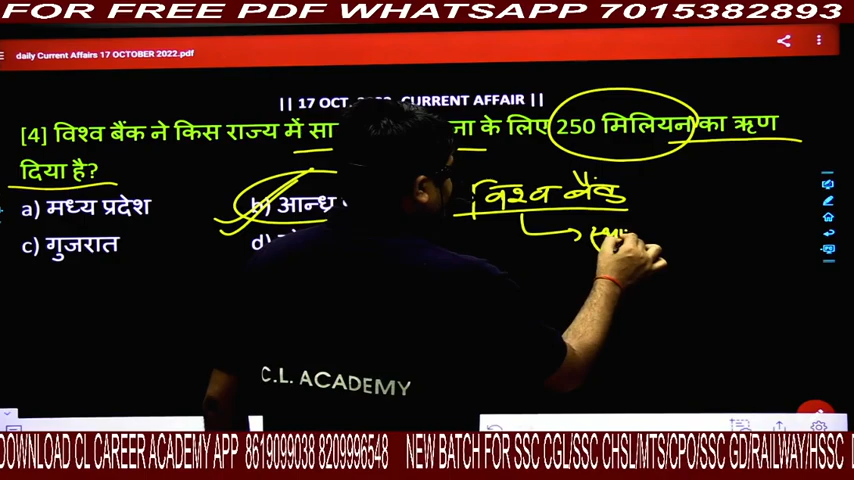 FOR FREE PDF WHATSAPP 7015382893
daily Current Affairs 17 OCTOBER 2022.pdf
|| 17 OCT. CURRENT AFFAIR ||
[4] विश्व बैंक ने किस राज्य में के लिए 250 मिलियन का ऋण
दिया है?
a) मध्य प्रदेश
b) आन्ध्र
विश्व बैंक
c) गुजरात
d)
C.L. ACADEMY
DOWNLOAD CL CAREER ACADEMY APP 8619099038 8209996548 NEW BATCH FOR SSC CGL/SSC CHSL/MTS/CPO/SSC GD/RAILWAY/HSSC